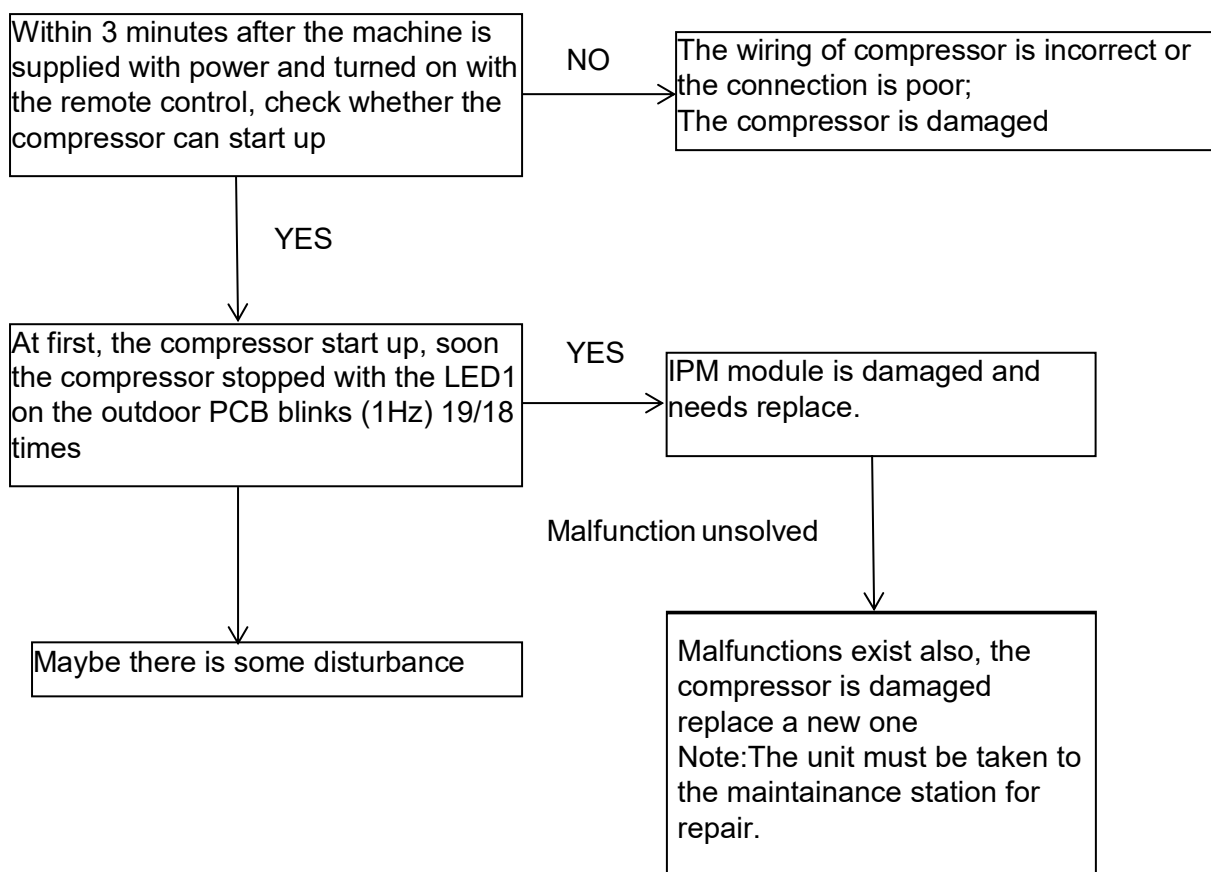 Within 3 minutes after the machine is
supplied with power and turned on with
the remote control, check whether the
compressor can start up
NO
The wiring of compressor is incorrect or
the connection is poor;
The compressor is damaged
YES
At first, the compressor start up, soon
the compressor stopped with the LED1
on the outdoor PCB blinks (1Hz) 19/18
times
YES
IPM module is damaged and
needs replace.
Malfunction unsolved
Maybe there is some disturbance
Malfunctions exist also, the
compressor is damaged
replace a new one
Note:The unit must be taken to
the maintainance station for
repair.